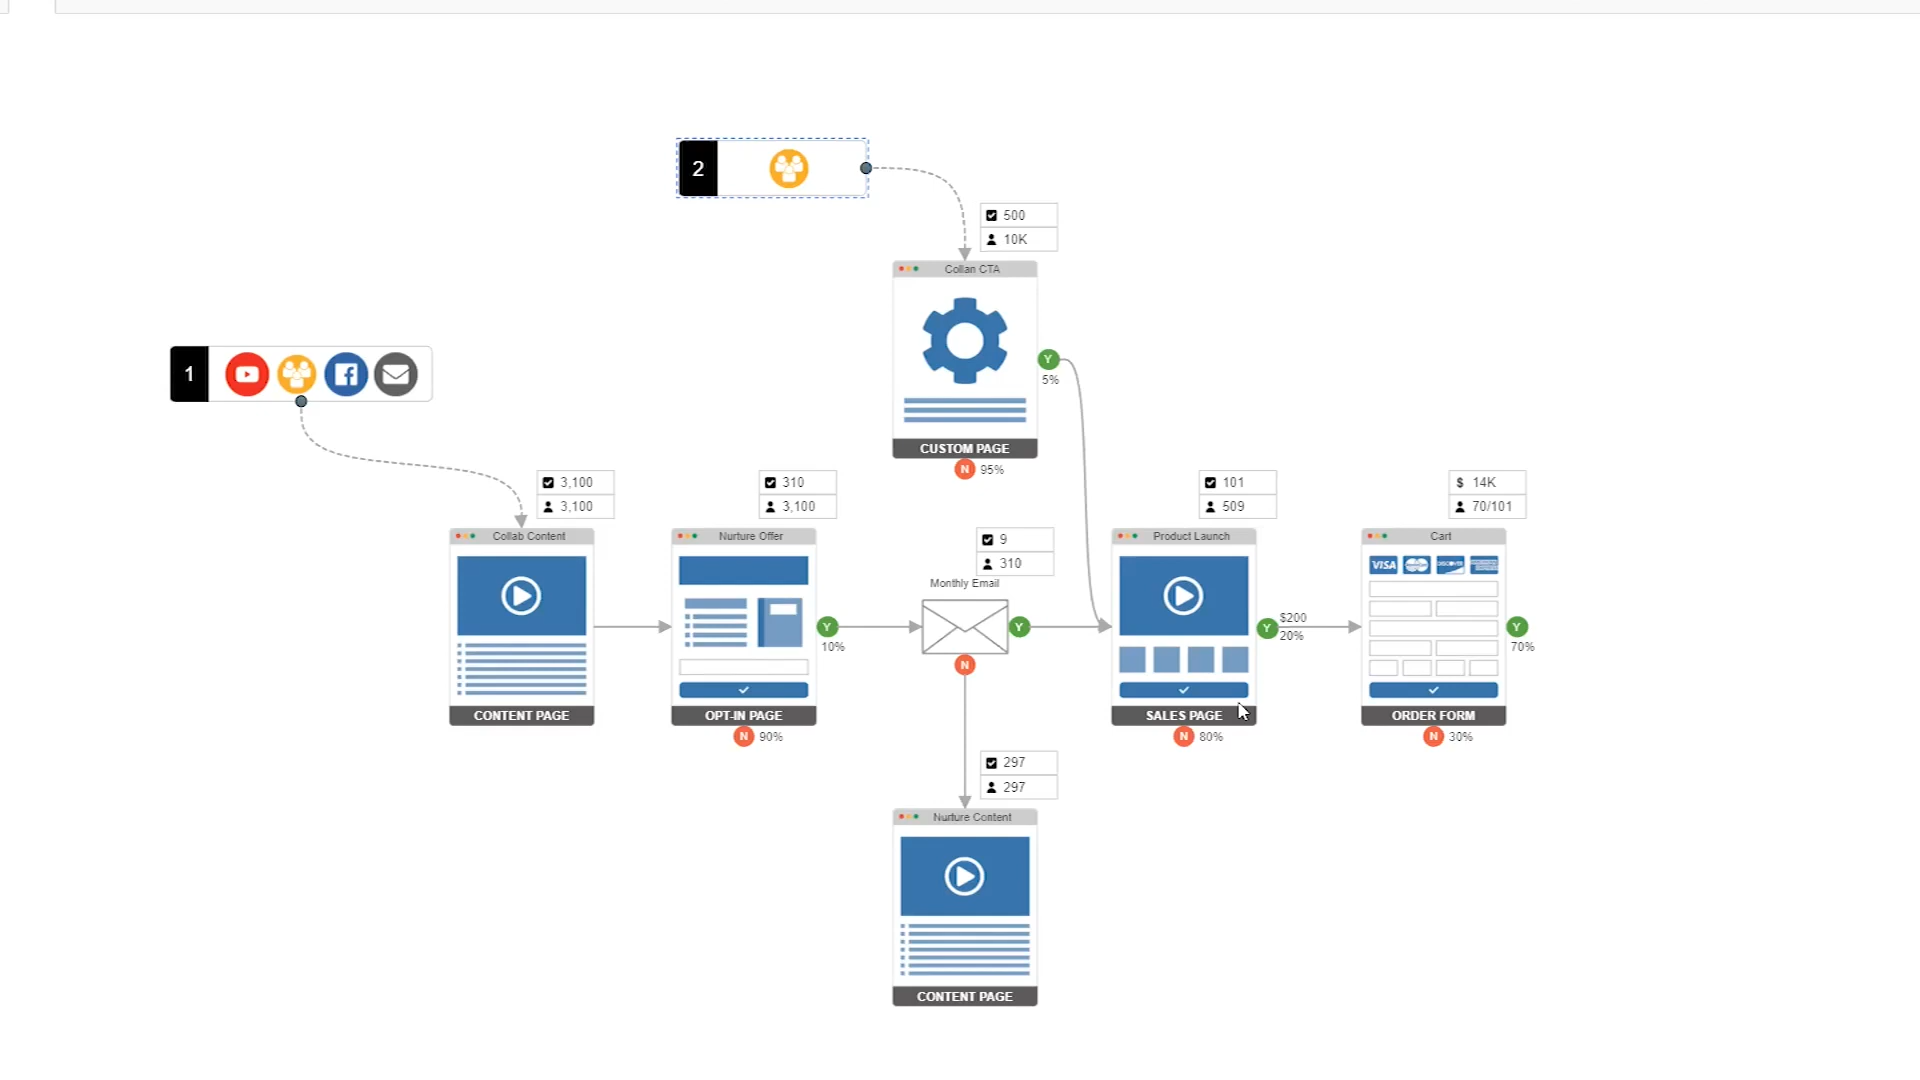 2
500
10K
Collan CTA
Y
5%
CUSTOM PAGE
N 95%
1
3,100
3,100
Collab Content
CONTENT PAGE
310
3,100
Nurture Offer
Y
10%
OPT-IN PAGE
N 90%
9
310
Monthly Email
Y
N
101
509
Product Launch
Y
$200
20%
SALES PAGE
N 80%
$ 14K
70/101
Cart
VISA
DISCOVER
Y
70%
ORDER FORM
N 30%
297
297
Nurture Content
CONTENT PAGE